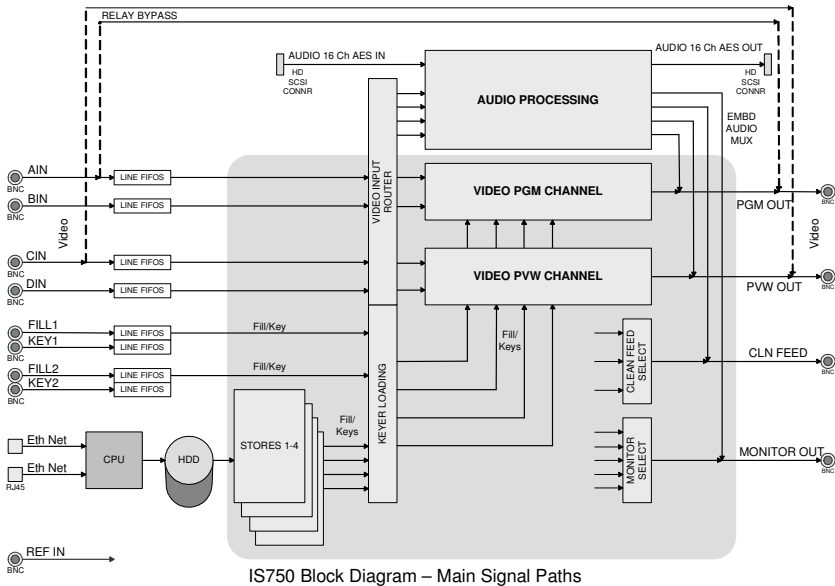 RELAY BYPASS
AUDIO 16 Ch AES IN
AUDIO 16 Ch AES OUT
HD
SCSI
CONNR
HD
SCSI
CONNR
AUDIO PROCESSING
EMBD
AUDIO
MUX
AIN
BNC
LINE FIFOS
BIN
BNC
LINE FIFOS
Video
CIN
BNC
LINE FIFOS
DIN
BNC
LINE FIFOS
VIDEO INPUT
ROUTER
VIDEO PGM CHANNEL
PGM OUT
BNC
Video
VIDEO PVW CHANNEL
PVW OUT
BNC
FILL1
LINE FIFOS
Fill/Key
KEY1
BNC
LINE FIFOS
FILL2
LINE FIFOS
Fill/Key
KEY2
BNC
LINE FIFOS
KEYER LOADING
Fill/
Keys
CLEAN FEED
SELECT
CLN FEED
BNC
Eth Net
Eth Net
RJ45
CPU
HDD
STORES 1-4
Fill/
Keys
MONITOR
SELECT
MONITOR OUT
BNC
REF IN
BNC
IS750 Block Diagram – Main Signal Paths